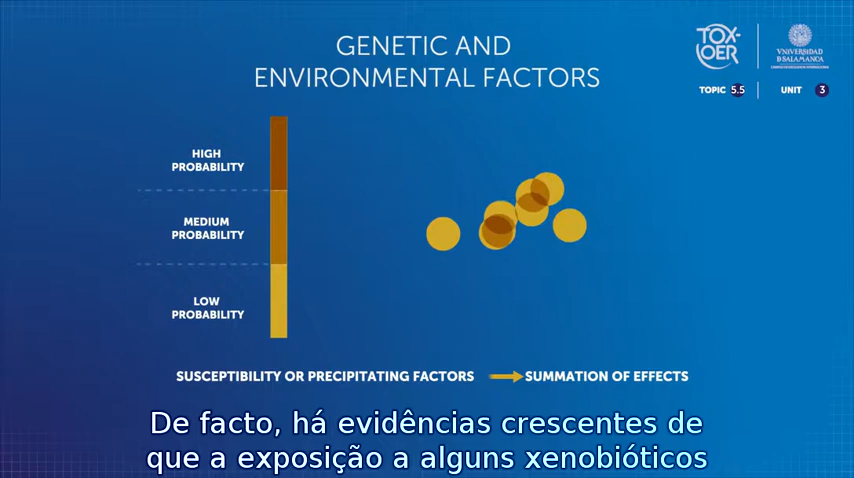 GENETIC AND
ENVIRONMENTAL FACTORS
TOX-
OER
VNIVERSIDAD
D SALAMANCA
TOPIC 5.5
UNIT 3
HIGH
PROBABILITY
MEDIUM
PROBABILITY
LOW
PROBABILITY
SUSCEPTIBILITY OR PRECIPITATING FACTORS
SUMMATION OF EFFECTS
De facto, há evidências crescentes de
que a exposição a alguns xenobióticos